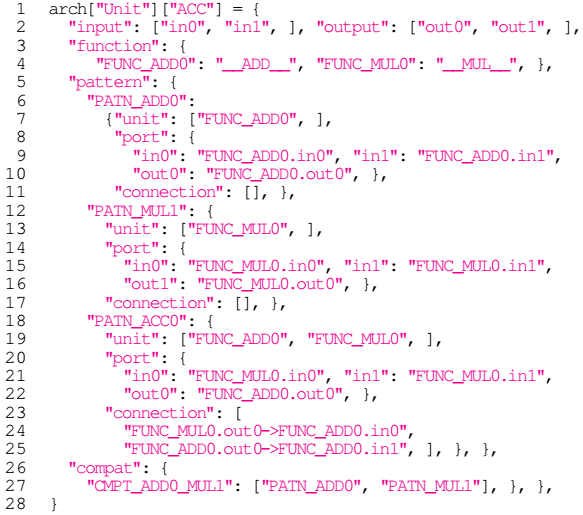 1 arch["Unit"]["ACC"] = {
2 "input": ["in0", "in1", ], "output": ["out0", "out1", ],
3 "function": {
4 "FUNC_ADD0": "__ADD__", "FUNC_MUL0": "__MUL__", },
5 "pattern": {
6 "PATN_ADD0":
7 {"unit": ["FUNC_ADD0", ],
8 "port": {
9 "in0": "FUNC_ADD0.in0", "in1": "FUNC_ADD0.in1",
10 "out0": "FUNC_ADD0.out0", },
11 "connection": [], },
12 "PATN_MUL1": {
13 "unit": ["FUNC_MUL0", ],
14 "port": {
15 "in0": "FUNC_MUL0.in0", "in1": "FUNC_MUL0.in1",
16 "out1": "FUNC_MUL0.out0", },
17 "connection": [], },
18 "PATN_ACC0": {
19 "unit": ["FUNC_ADD0", "FUNC_MUL0", ],
20 "port": {
21 "in0": "FUNC_MUL0.in0", "in1": "FUNC_MUL0.in1",
22 "out0": "FUNC_ADD0.out0", },
23 "connection": [
24 "FUNC_MUL0.out0->FUNC_ADD0.in0",
25 "FUNC_ADD0.out0->FUNC_ADD0.in1", ], }, },
26 "compat": {
27 "CMPT_ADD0_MUL1": ["PATN_ADD0", "PATN_MUL1"], }, },
28 }